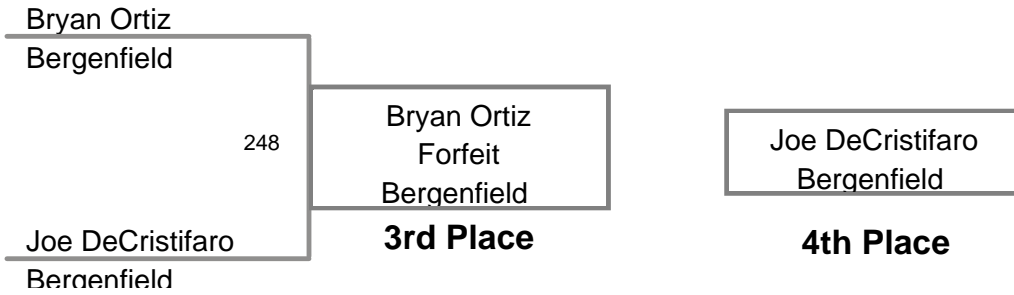 Bryan Ortiz
Bergenfield
248
Bryan Ortiz
Forfeit
Bergenfield
3rd Place
Joe DeCristifaro
Bergenfield
4th Place
Joe DeCristifaro
Bergenfield